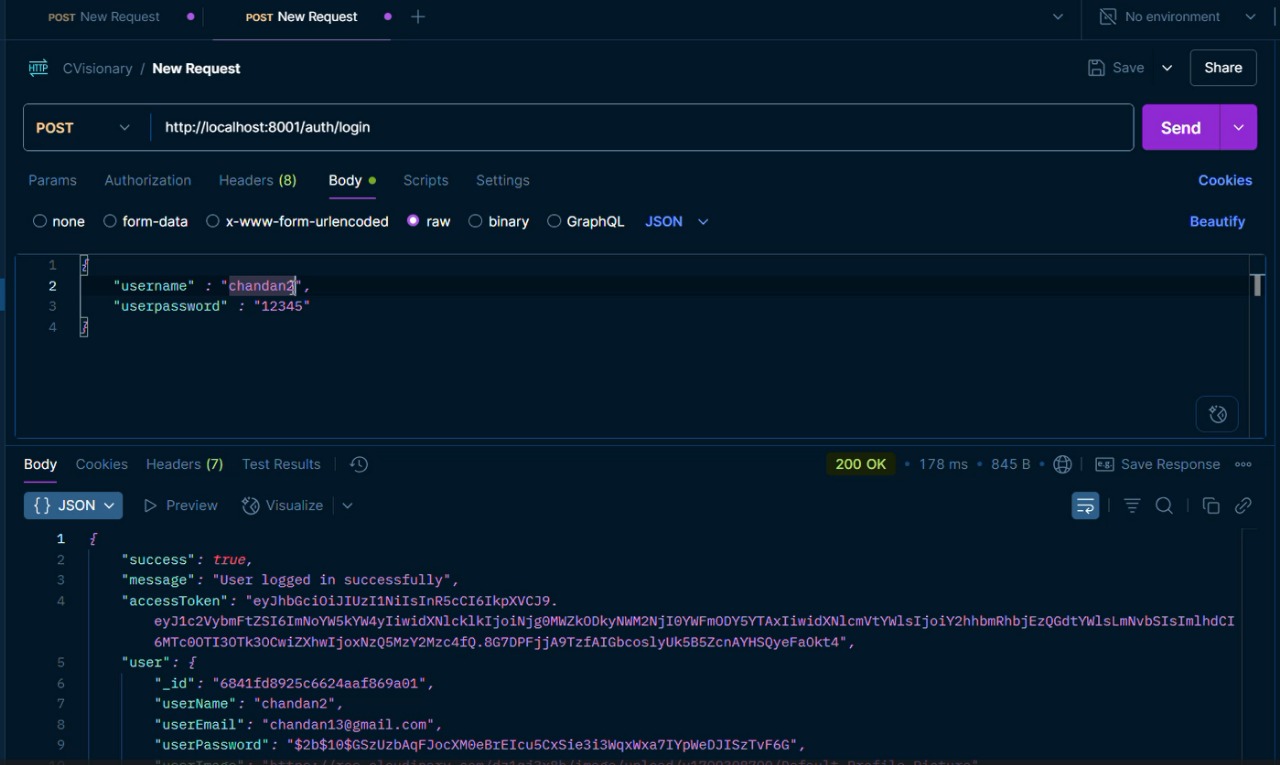 POST New Request
POST New Request
No environment
HTTP CVisionary / New Request
Save
Share
POST
http://localhost:8001/auth/login
Send
Params Authorization Headers (8) Body Scripts Settings
Cookies
none form-data x-www-form-urlencoded raw binary GraphQL JSON
Beautify
1 {
2 "username" : "chandan2",
3 "userpassword" : "12345"
4 }
Body Cookies Headers (7) Test Results
200 OK • 178 ms • 845 B
e.g. Save Response
{} JSON Preview Visualize
1 {
2 "success": true,
3 "message": "User logged in successfully",
4 "accessToken": "eyJhbGciOiJIUzI1NiIsInR5cCI6IkpXVCJ9.
eyJ1c2VybmFtZSI6ImNoYW5kYW4yIiwidXNlcklkIjoiNjg0MWZkODkyNWM2NjI0YWFmODY5YTAxIiwidXNlcmVtYWlsIjoiY2hhbmRhbjEzQGdtYWlsLmNvbSIsImlhdCI
6MTc0OTI3OTk3OCwiZXhwIjoxNzQ5MzY2Mzc4fQ.8G7DPFjjA9TzfAIGbcoslyUk5B5ZcnAYHSQyeFaOkt4",
5 "user": {
6 "_id": "6841fd8925c6624aaf869a01",
7 "userName": "chandan2",
8 "userEmail": "chandan13@gmail.com",
9 "userPassword": "$2b$10$GSzUzbAqFJocXM0eBrEIcu5CxSie3i3WqxWxa7IYpWeDJISzTvF6G",